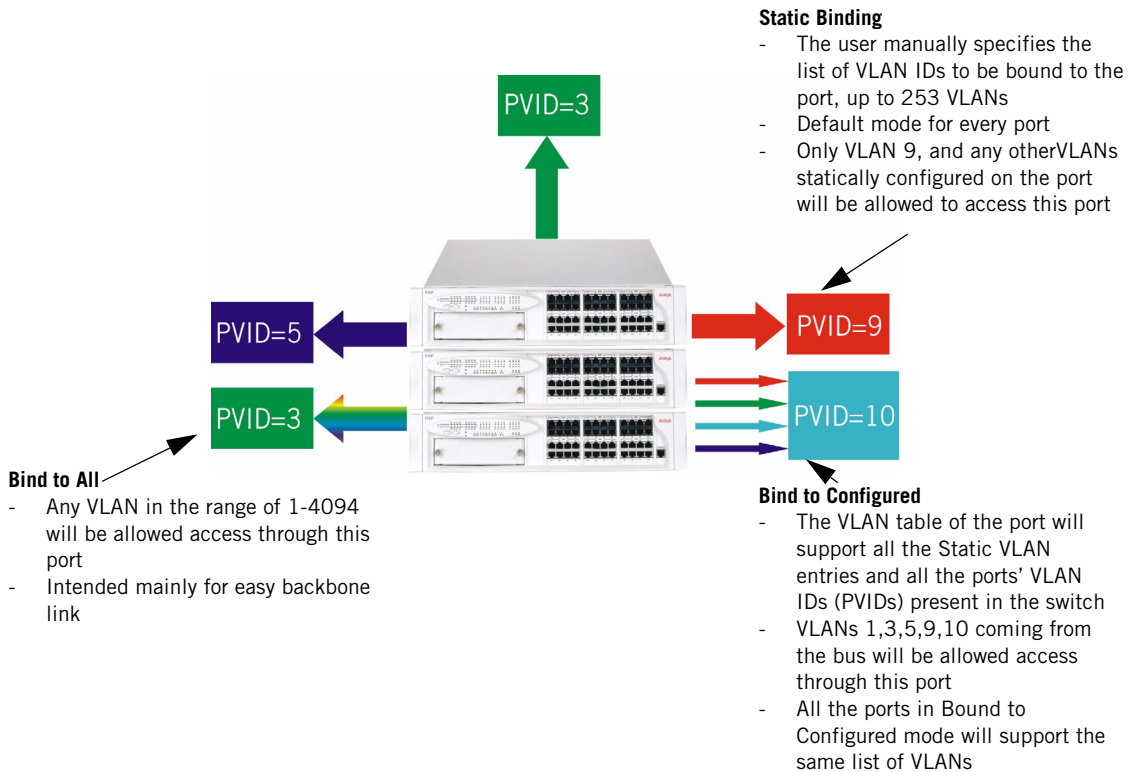 Static Binding
- The user manually specifies the
list of VLAN IDs to be bound to the
port, up to 253 VLANs
- Default mode for every port
- Only VLAN 9, and any otherVLANs
statically configured on the port
will be allowed to access this port
PVID=3
PVID=5
PVID=9
PVID=3
PVID=10
Bind to All
- Any VLAN in the range of 1-4094
will be allowed access through this
port
- Intended mainly for easy backbone
link
Bind to Configured
- The VLAN table of the port will
support all the Static VLAN
entries and all the ports’ VLAN
IDs (PVIDs) present in the switch
- VLANs 1,3,5,9,10 coming from
the bus will be allowed access
through this port
- All the ports in Bound to
Configured mode will support the
same list of VLANs